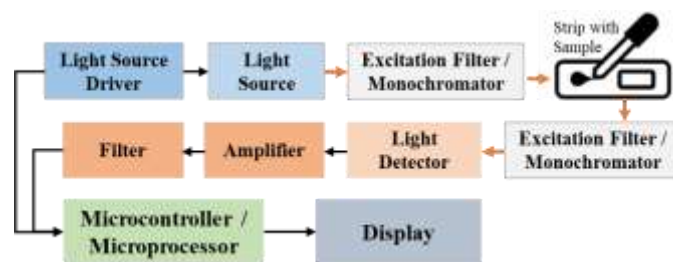 Light Source
Driver
Light
Source
Excitation Filter /
Monochromator
Strip with
Sample
Filter
Amplifier
Light
Detector
Excitation Filter /
Monochromator
Microcontroller /
Microprocessor
Display